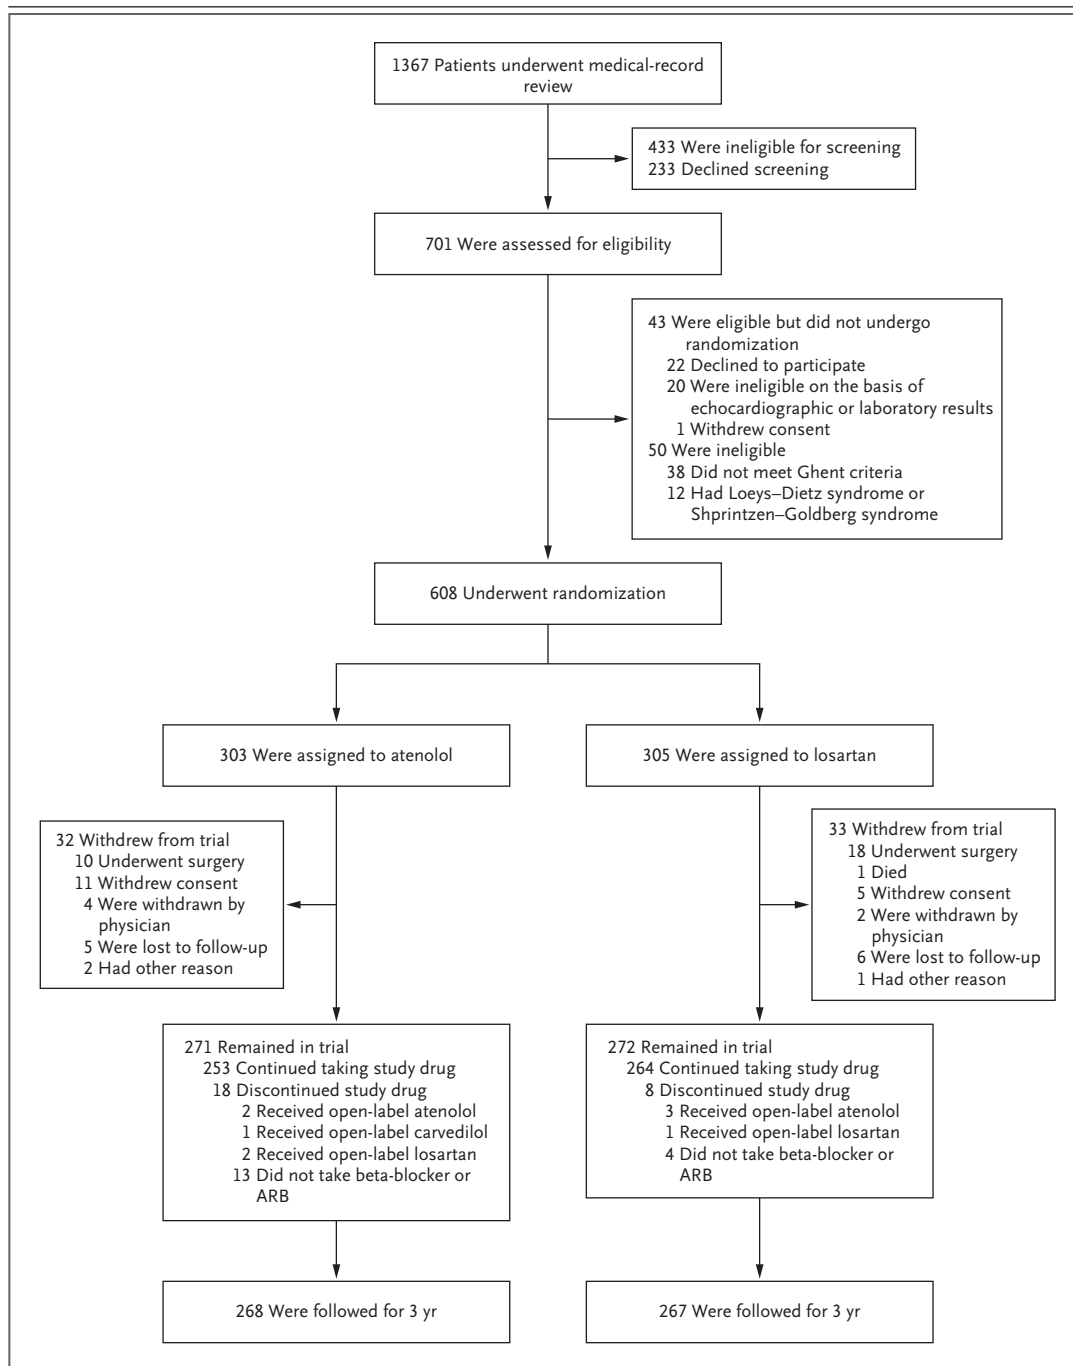 1367 Patients underwent medical-record
review
433 Were ineligible for screening
233 Declined screening
701 Were assessed for eligibility
43 Were eligible but did not undergo
randomization
22 Declined to participate
20 Were ineligible on the basis of
echocardiographic or laboratory results
1 Withdrew consent
50 Were ineligible
38 Did not meet Ghent criteria
12 Had Loeys–Dietz syndrome or
Shprintzen–Goldberg syndrome
608 Underwent randomization
303 Were assigned to atenolol
305 Were assigned to losartan
32 Withdrew from trial
10 Underwent surgery
11 Withdrew consent
4 Were withdrawn by
physician
5 Were lost to follow-up
2 Had other reason
33 Withdrew from trial
18 Underwent surgery
1 Died
5 Withdrew consent
2 Were withdrawn by
physician
6 Were lost to follow-up
1 Had other reason
271 Remained in trial
253 Continued taking study drug
18 Discontinued study drug
2 Received open-label atenolol
1 Received open-label carvedilol
2 Received open-label losartan
13 Did not take beta-blocker or
ARB
272 Remained in trial
264 Continued taking study drug
8 Discontinued study drug
3 Received open-label atenolol
1 Received open-label losartan
4 Did not take beta-blocker or
ARB
268 Were followed for 3 yr
267 Were followed for 3 yr